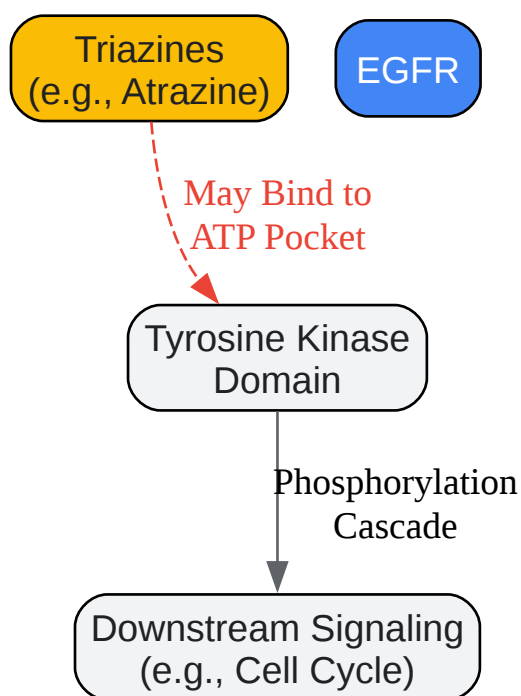 Triazines
(e.g., Atrazine)
EGFR
May Bind to
ATP Pocket
Tyrosine Kinase
Domain
Phosphorylation
Cascade
Downstream Signaling
(e.g., Cell Cycle)